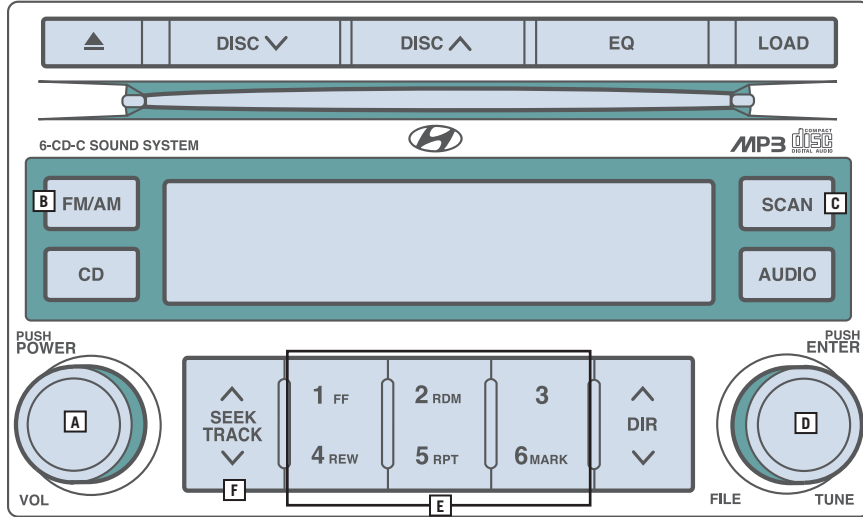 DISC DISC EQ LOAD
6-CD-C SOUND SYSTEM
MP3 COMPACT disc DIGITAL AUDIO
B FM/AM
SCAN C
CD
AUDIO
PUSH
POWER
PUSH
ENTER
A
VOL
SEEK
TRACK
F
1 FF 2 RDM 3
4 REW 5 RPT 6 MARK
E
DIR
D
FILE TUNE